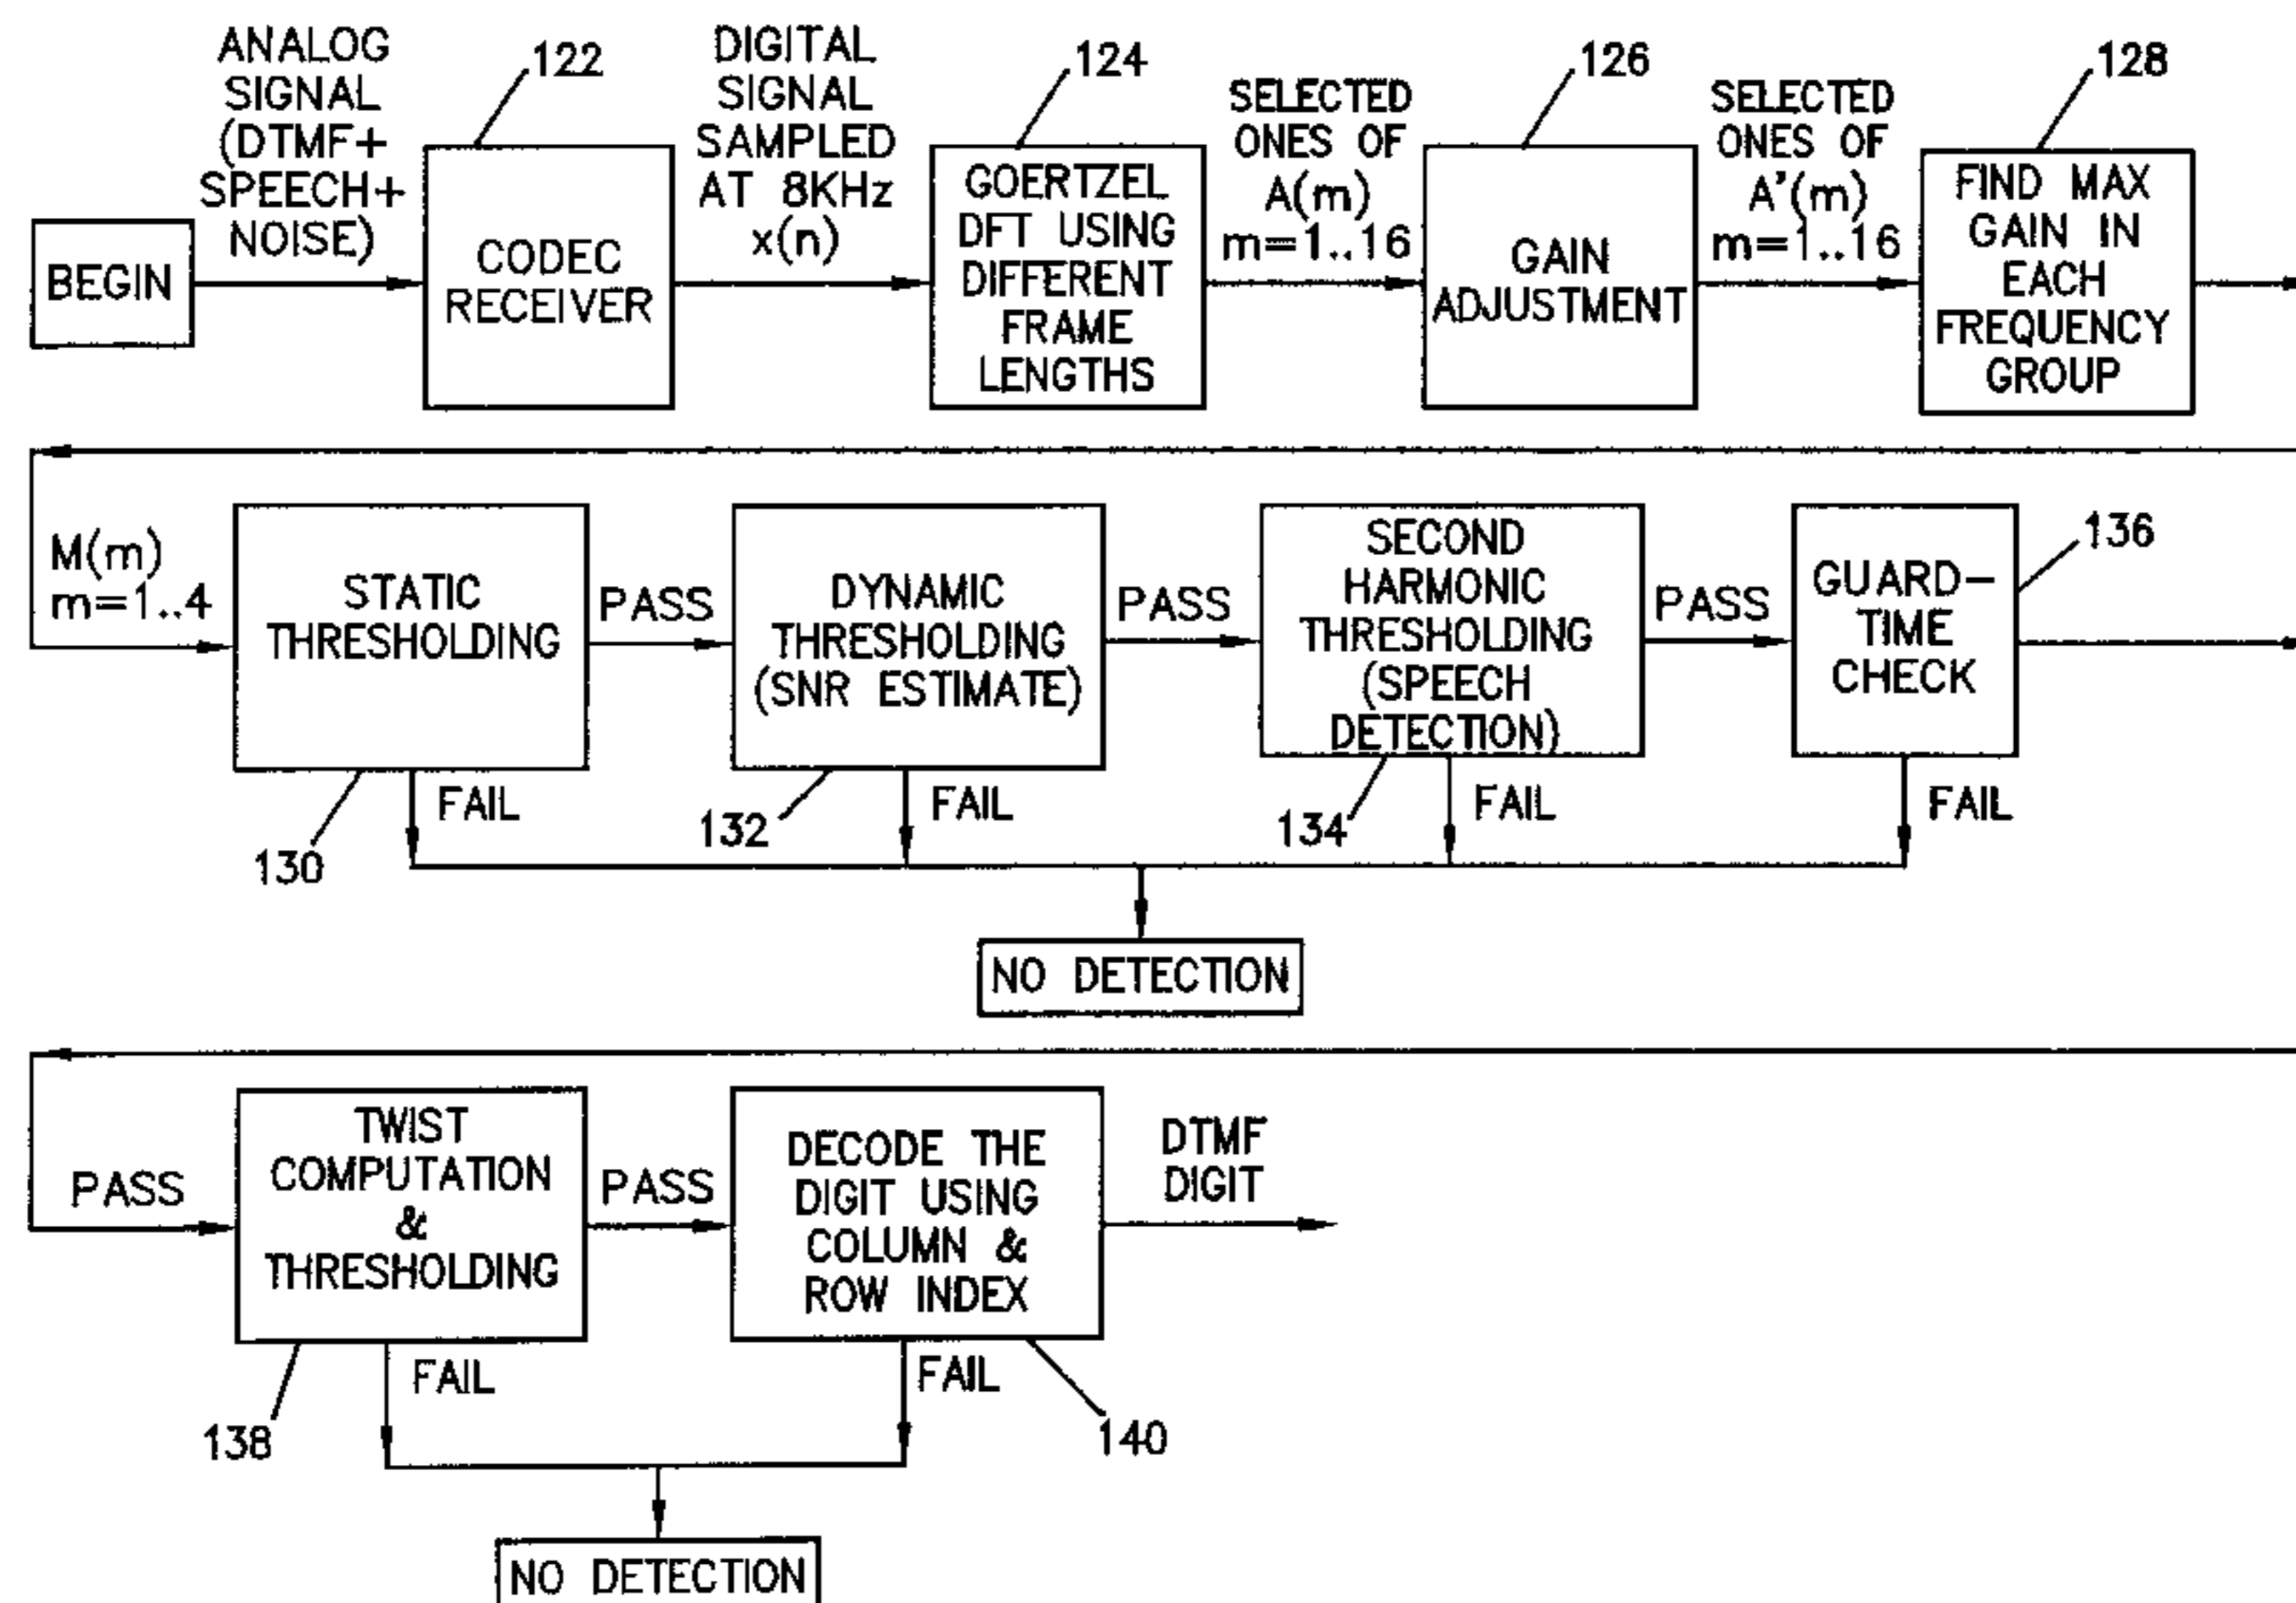 BEGIN
ANALOG
SIGNAL
(DTMF+
SPEECH+
NOISE)
122
CODEC
RECEIVER
DIGITAL
SIGNAL
SAMPLED
AT 8KHz
x(n)
124
GOERTZEL
DFT USING
DIFFERENT
FRAME
LENGTHS
SELECTED
ONES OF
A(m)
m=1..16
126
GAIN
ADJUSTMENT
SELECTED
ONES OF
A'(m)
m=1..16
128
FIND MAX
GAIN IN
EACH
FREQUENCY
GROUP
M(m)
m=1..4
STATIC
THRESHOLDING
130
FAIL
PASS
DYNAMIC
THRESHOLDING
(SNR ESTIMATE)
132
FAIL
PASS
SECOND
HARMONIC
THRESHOLDING
(SPEECH
DETECTION)
134
FAIL
PASS
GUARD-
TIME
CHECK
136
FAIL
NO DETECTION
PASS
TWIST
COMPUTATION
&
THRESHOLDING
138
FAIL
PASS
DECODE THE
DIGIT USING
COLUMN &
ROW INDEX
140
FAIL
DTMF
DIGIT
NO DETECTION